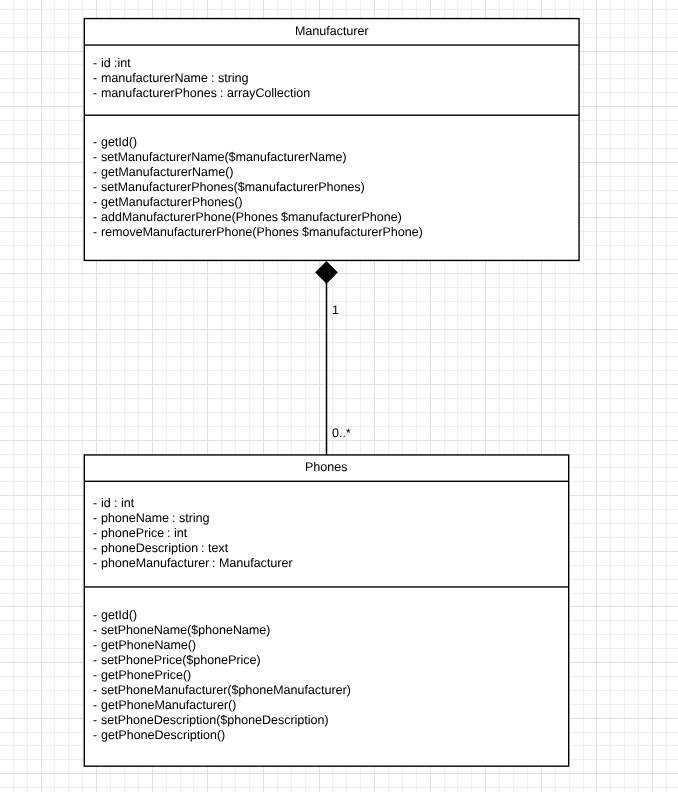 Manufacturer
- id :int
- manufacturerName : string
- manufacturerPhones : arrayCollection
- getId()
- setManufacturerName($manufacturerName)
- getManufacturerName()
- setManufacturerPhones($manufacturerPhones)
- getManufacturerPhones()
- addManufacturerPhone(Phones $manufacturerPhone)
- removeManufacturerPhone(Phones $manufacturerPhone)
1
0..*
Phones
- id : int
- phoneName : string
- phonePrice : int
- phoneDescription : text
- phoneManufacturer : Manufacturer
- getId()
- setPhoneName($phoneName)
- getPhoneName()
- setPhonePrice($phonePrice)
- getPhonePrice()
- setPhoneManufacturer($phoneManufacturer)
- getPhoneManufacturer()
- setPhoneDescription($phoneDescription)
- getPhoneDescription()